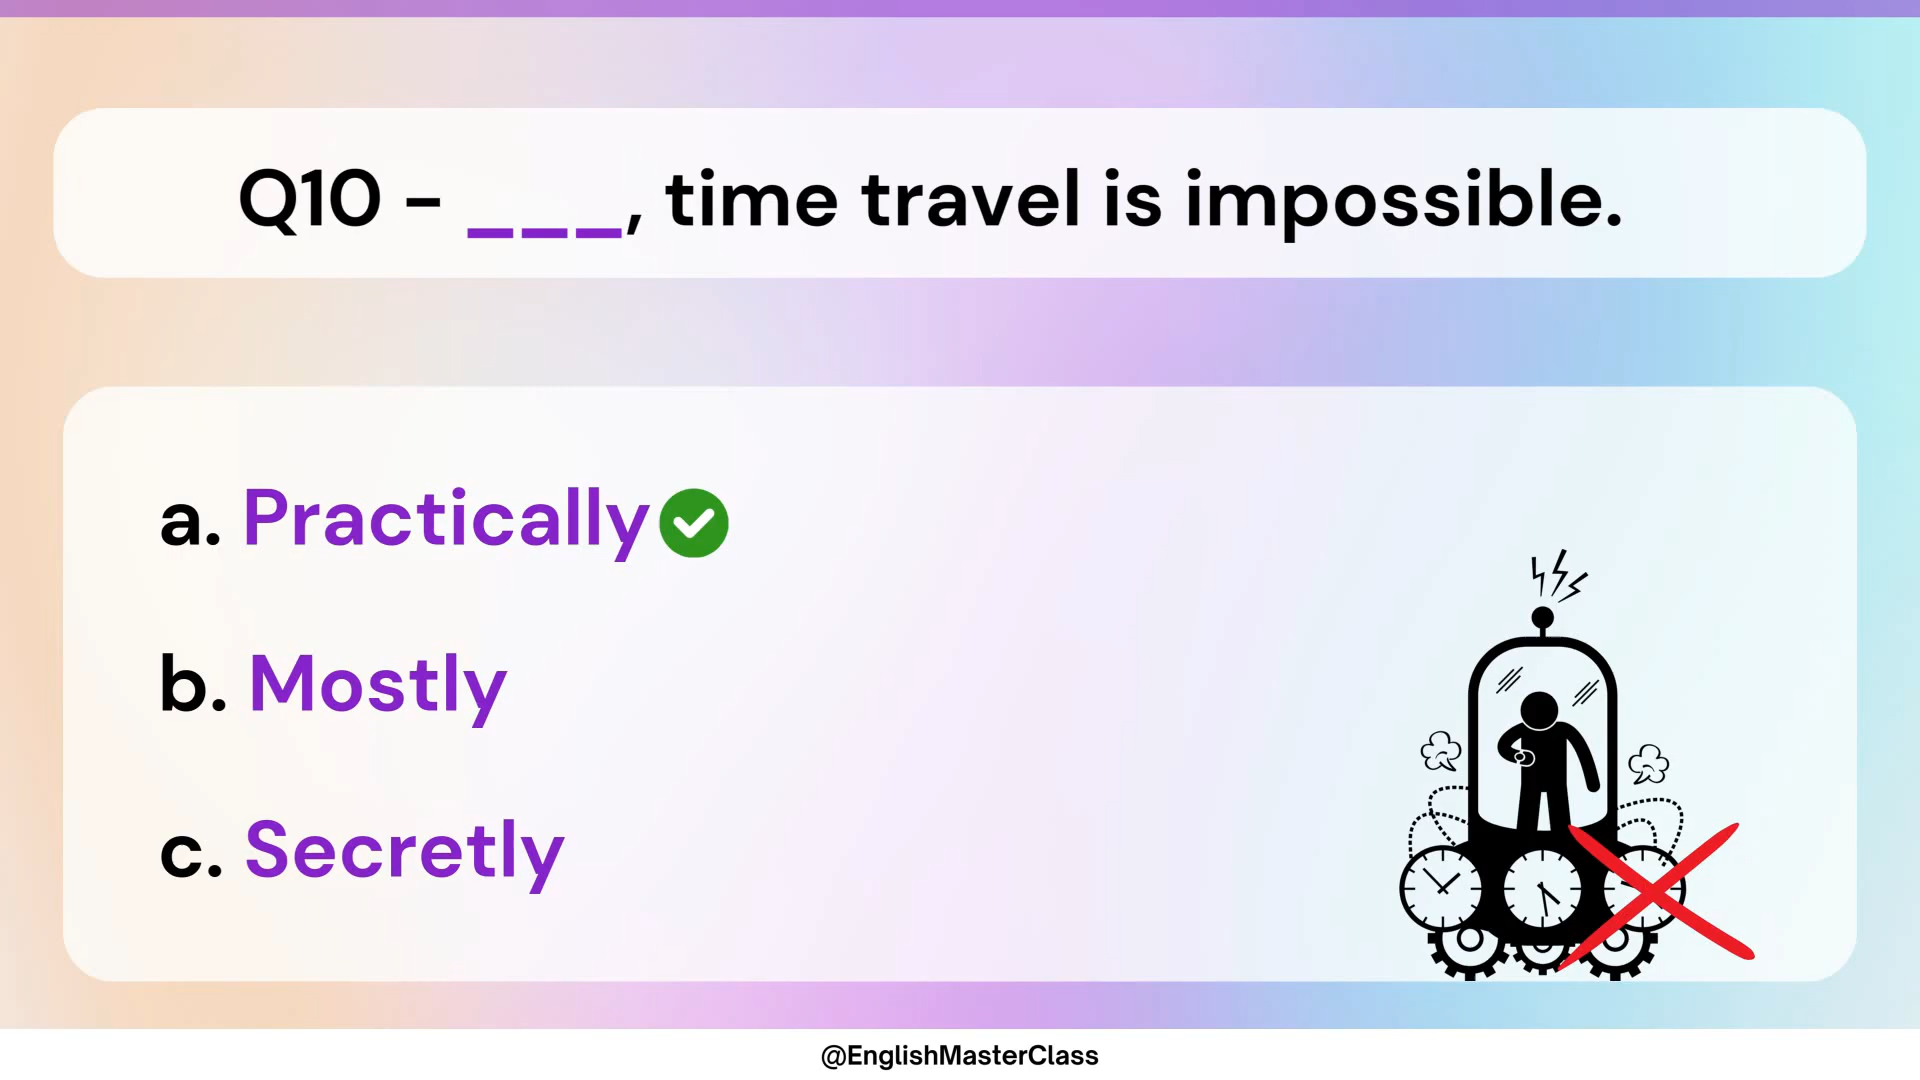 Q10 - ___, time travel is impossible.
a. Practically
b. Mostly
c. Secretly
@EnglishMasterClass